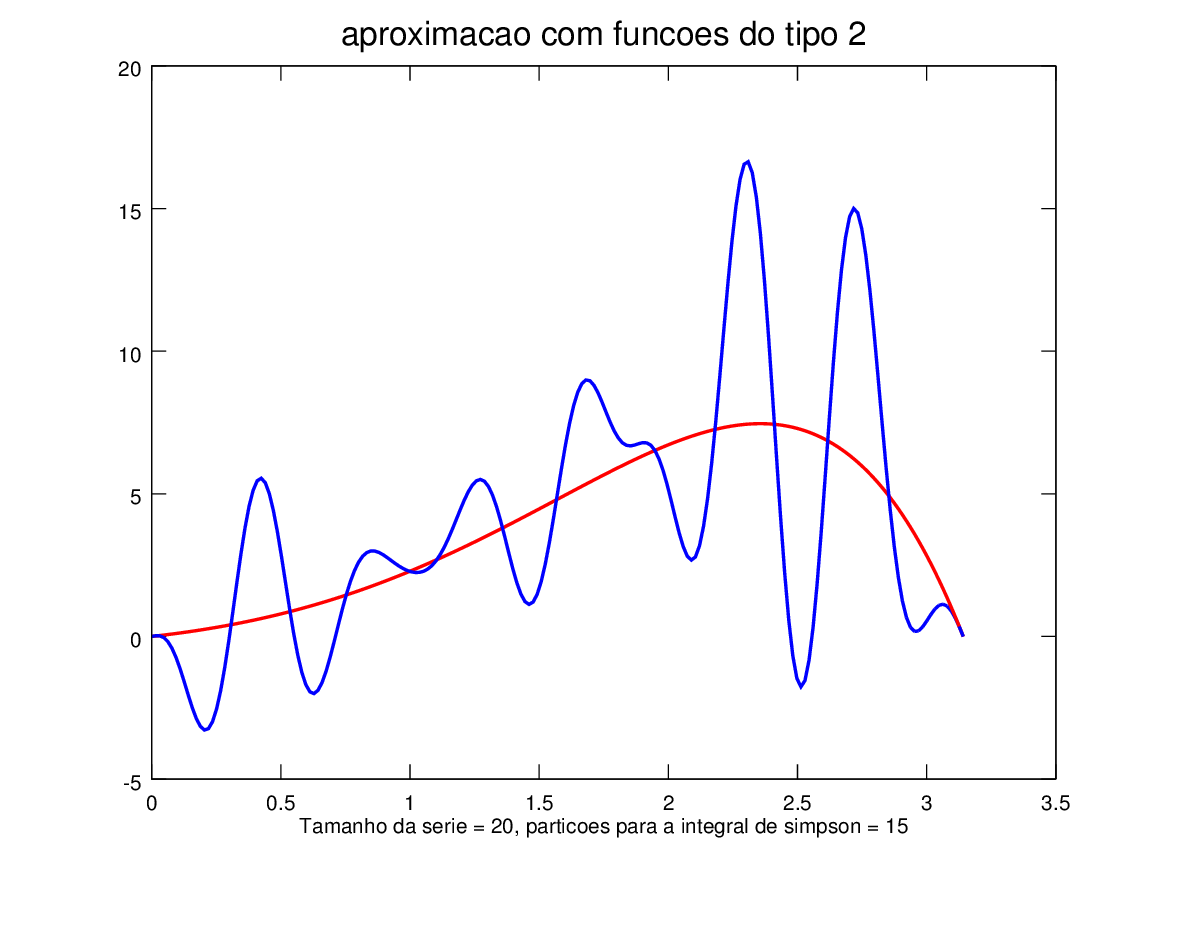 aproximacao com funcoes do tipo 2
20
15
10
5
0
-5
0 0.5 1 1.5 2 2.5 3 3.5
Tamanho da serie = 20, particoes para a integral de simpson = 15